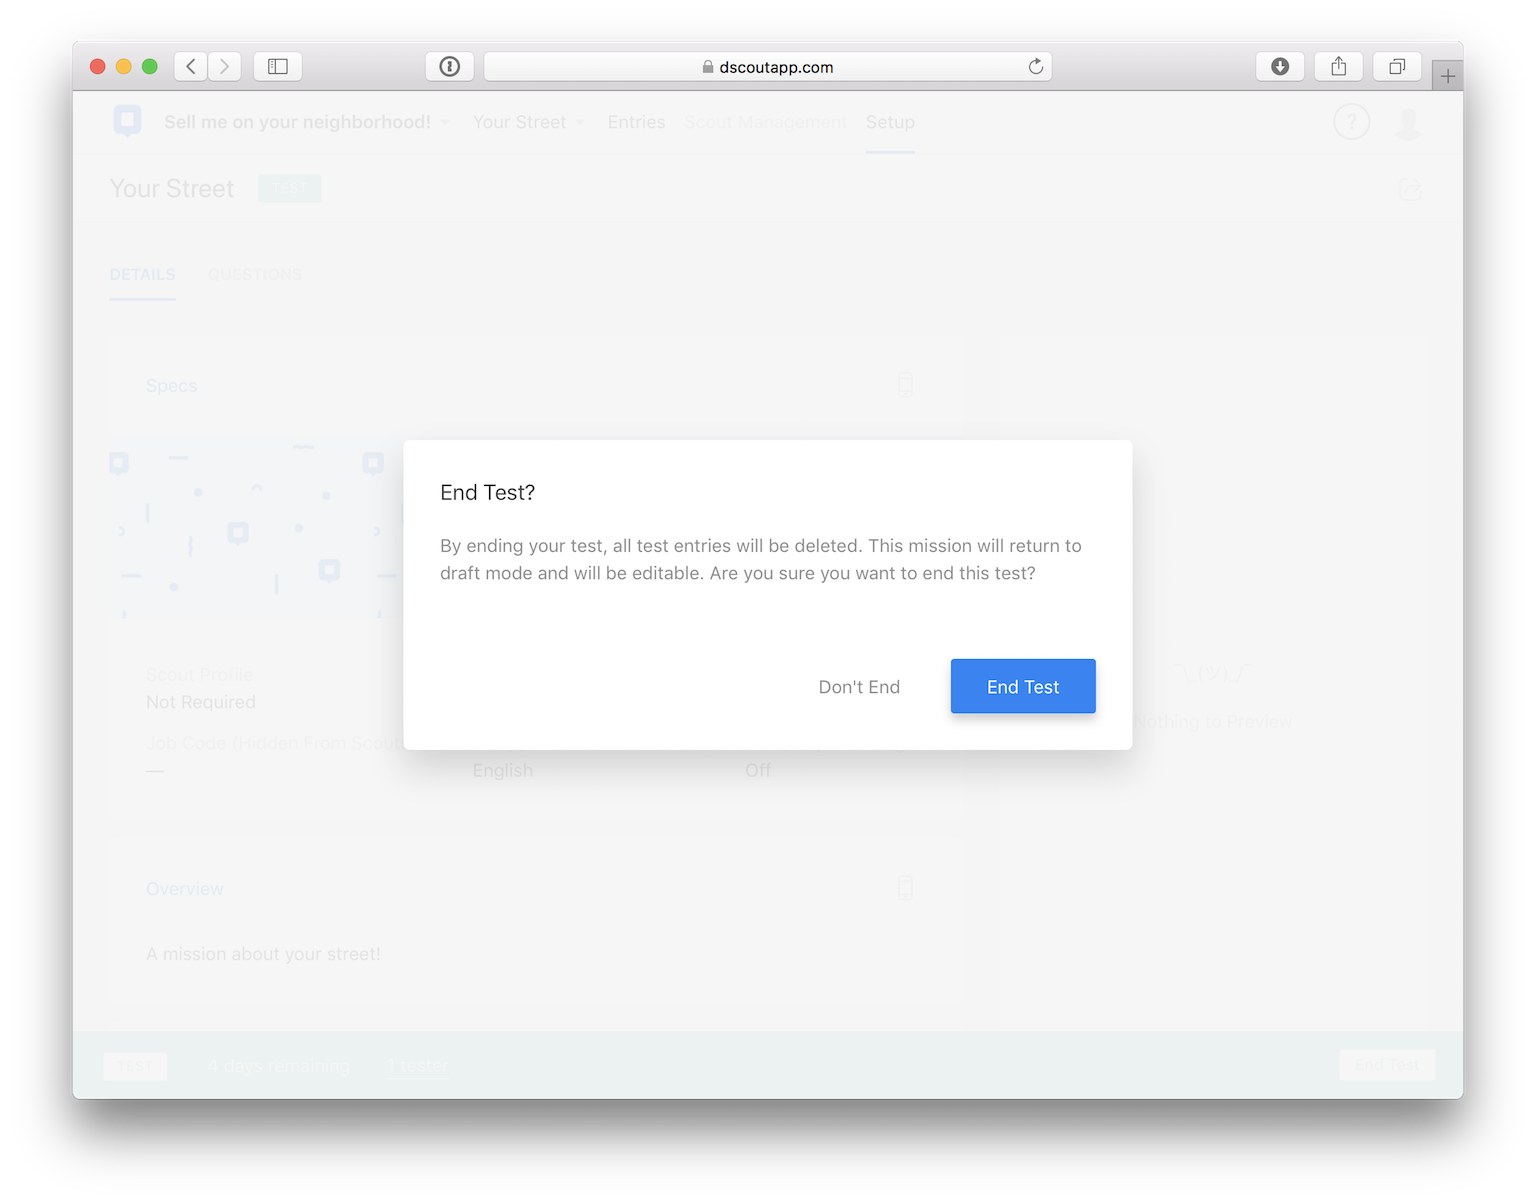 dscoutapp.com
Sell me on your neighborhood! Your Street Entries Scout Management Setup ?
Your Street TEST
DETAILS QUESTIONS
Specs
End Test?
By ending your test, all test entries will be deleted. This mission will return to
draft mode and will be editable. Are you sure you want to end this test?
Don't End End Test
Scout Profile
Not Required
Job Code (Hidden From
—
English Off
¯\_(ツ)_/¯
Nothing to Preview
Overview
A mission about your street!
TEST 4 days remaining 1 tester End Test